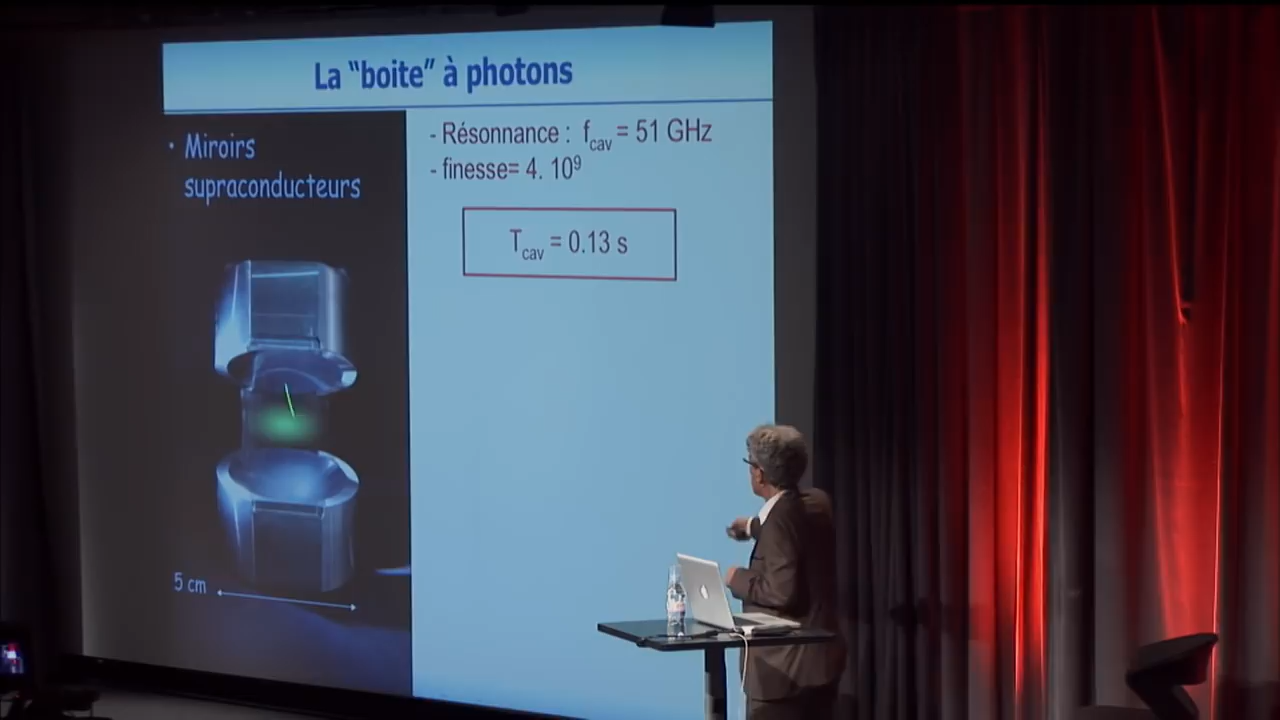 La “boite” à photons
· Miroirs
supraconducteurs
- Résonnance : fcav = 51 GHz
- finesse= 4. 10⁹
Tcav = 0.13 s
5 cm